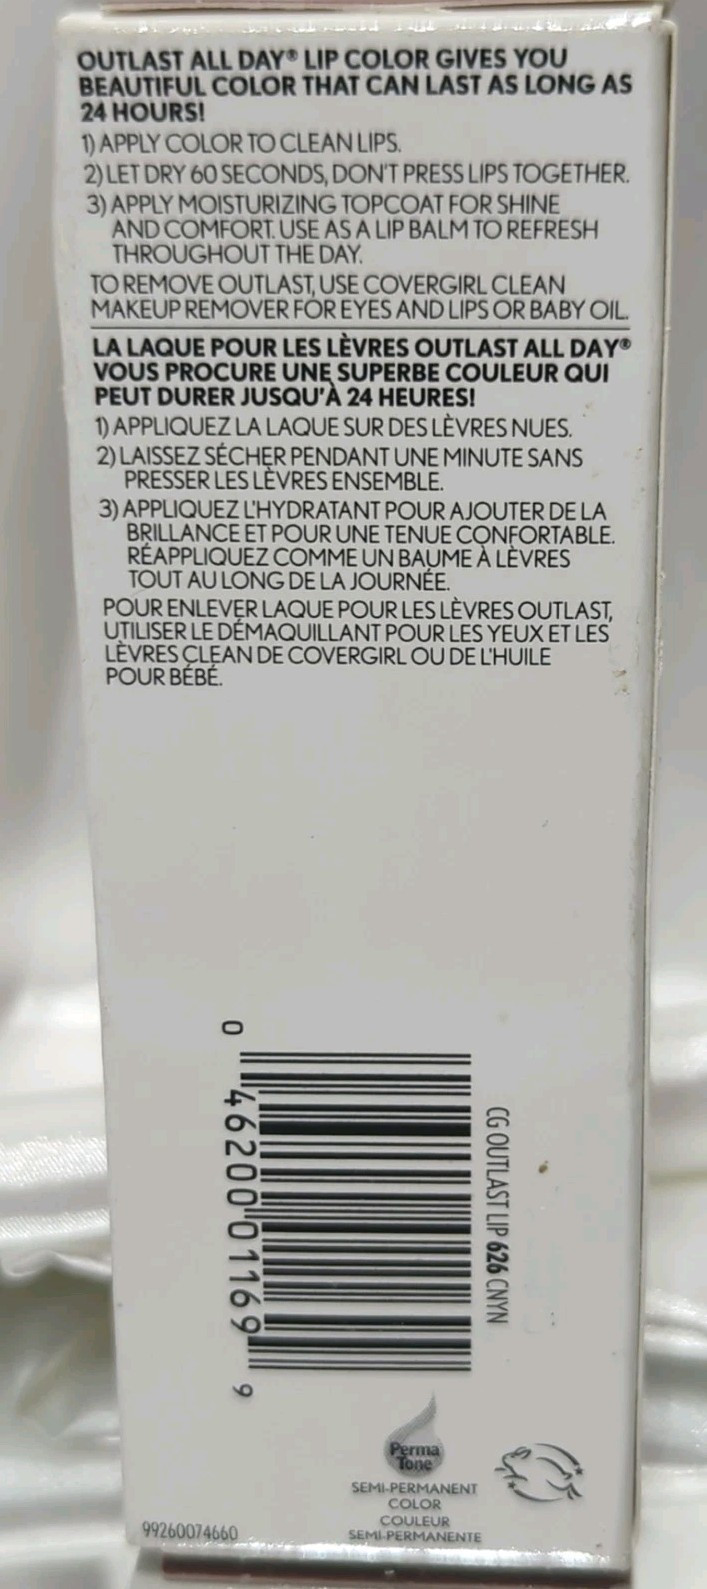 OUTLAST ALL DAY® LIP COLOR GIVES YOU
BEAUTIFUL COLOR THAT CAN LAST AS LONG AS
24 HOURS!
1) APPLY COLOR TO CLEAN LIPS.
2) LET DRY 60 SECONDS, DON'T PRESS LIPS TOGETHER.
3) APPLY MOISTURIZING TOPCOAT FOR SHINE
AND COMFORT. USE AS A LIP BALM TO REFRESH
THROUGHOUT THE DAY.
TO REMOVE OUTLAST, USE COVERGIRL CLEAN
MAKEUP REMOVER FOR EYES AND LIPS OR BABY OIL.
LA LAQUE POUR LES LÈVRES OUTLAST ALL DAY®
VOUS PROCURE UNE SUPERBE COULEUR QUI
PEUT DURER JUSQU'À 24 HEURES!
1) APPLIQUEZ LA LAQUE SUR DES LÈVRES NUES.
2) LAISSEZ SÉCHER PENDANT UNE MINUTE SANS
PRESSER LES LÈVRES ENSEMBLE.
3) APPLIQUEZ L'HYDRATANT POUR AJOUTER DE LA
BRILLANCE ET POUR UNE TENUE CONFORTABLE.
RÉAPPLIQUEZ COMME UN BAUME À LÈVRES
TOUT AU LONG DE LA JOURNÉE.
POUR ENLEVER LAQUE POUR LES LÈVRES OUTLAST,
UTILISER LE DÉMAQUILLANT POUR LES YEUX ET LES
LÈVRES CLEAN DE COVERGIRL OU DE L'HUILE
POUR BÉBÉ.
0 46200 01169 9
CG OUTLAST LIP 626 CNYN
Perma
Tone
SEMI-PERMANENT
COLOR
COULEUR
SEMI-PERMANENTE
99260074660